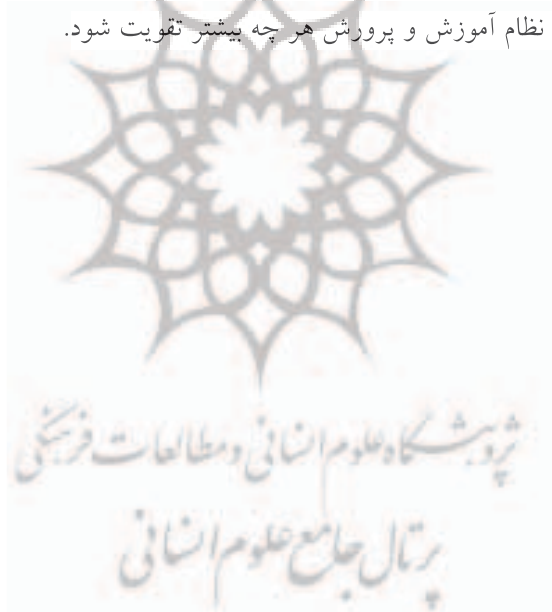 نظام آموزش و پرورش هر چه بیشتر تقویت شود.
پژوهشگاه علوم انسانی و مطالعات فرهنگی
پرتال جامع علوم انسانی